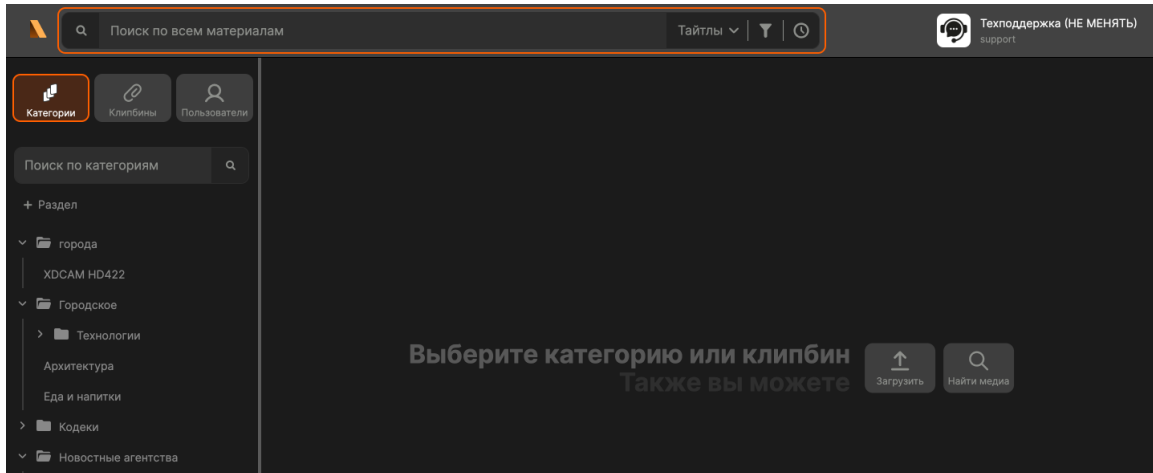 Поиск по всем материалам
Тайтлы
Техподдержка (НЕ МЕНЯТЬ)
support
Категории
Клипбины
Пользователи
Поиск по категориям
+ Раздел
города
XDCAM HD422
Городское
Технологии
Архитектура
Еда и напитки
Кодеки
Новостные агентства
Выберите категорию или клипбин
Также вы можете
Загрузить
Найти медиа